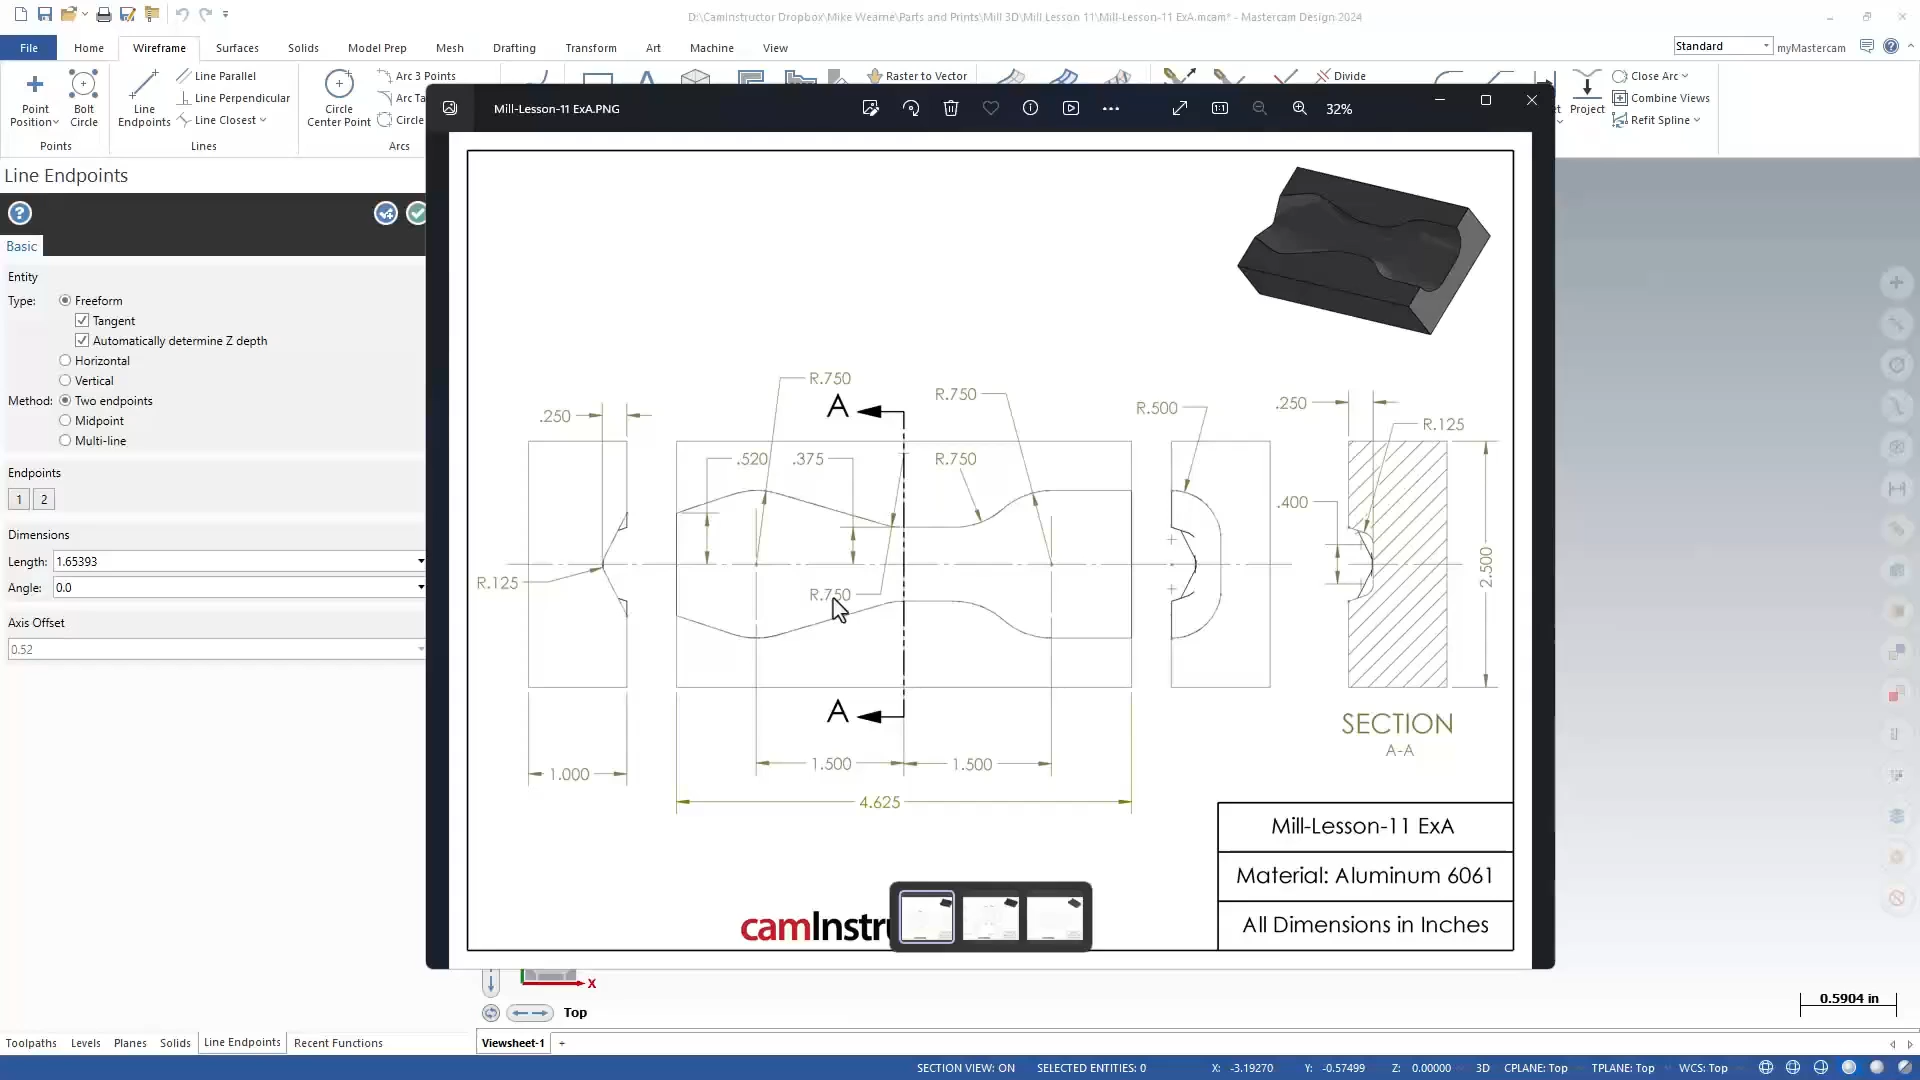 D:\CamInstructor Dropbox\Mike Wearne\Parts and Prints\Mill 3D\Mill Lesson 11\Mill-Lesson-11 ExA.mcam* - Mastercam Design 2024
File Home Wireframe Surfaces Solids Model Prep Mesh Drafting Transform Art Machine View
Standard
myMastercam
Point
Position
Bolt
Circle
Points
Line
Endpoints
Line Parallel
Line Perpendicular
Line Closest
Lines
Circle
Center Point
Arc 3 Points
Arc Ta
Circle
Arcs
Raster to Vector
Divide
Project
Close Arc
Combine Views
Refit Spline
Line Endpoints
Basic
Entity
Type: Freeform
Tangent
Automatically determine Z depth
Horizontal
Vertical
Method: Two endpoints
Midpoint
Multi-line
Endpoints
1 2
Dimensions
Length: 1.65393
Angle: 0.0
Axis Offset
0.52
Mill-Lesson-11 ExA.PNG
32%
R.750
A
R.750
R.500
.250
.250
R.125
.520 .375
R.750
.400
2.500
R.125
R.750
A
SECTION
A-A
1.500 1.500
1.000
4.625
Mill-Lesson-11 ExA
Material: Aluminum 6061
All Dimensions in Inches
camInstru
X
Top
0.5904 in
Toolpaths Levels Planes Solids Line Endpoints Recent Functions
Viewsheet-1 +
SECTION VIEW: ON SELECTED ENTITIES: 0 X: -3.19270 Y: -0.57499 Z: 0.00000 3D CPLANE: Top TPLANE: Top WCS: Top